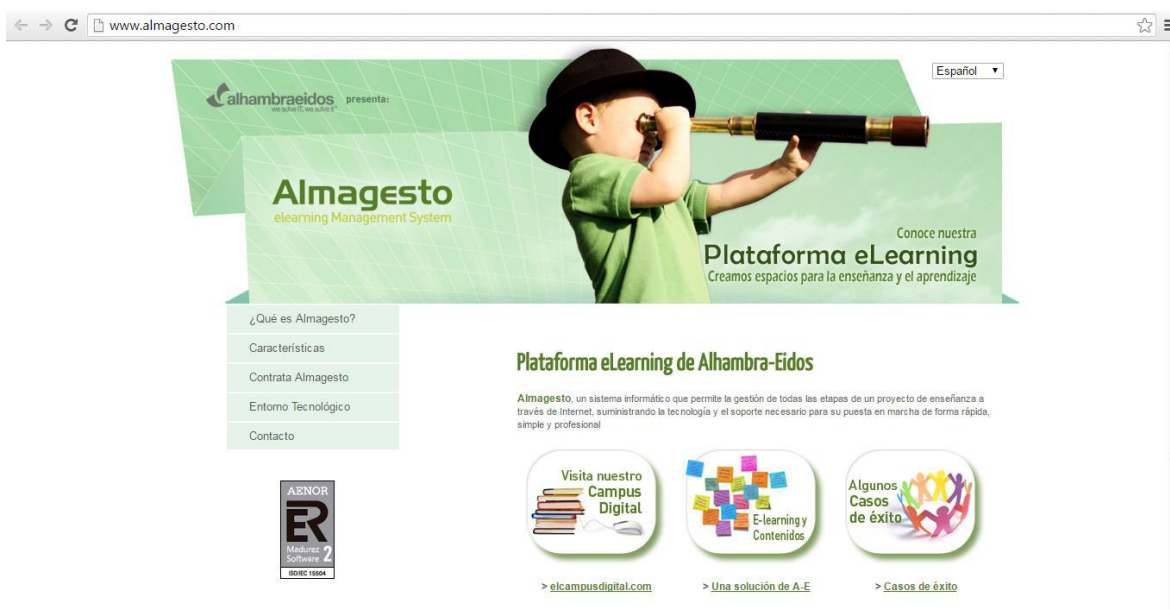 www.almagesto.com
Español
alhambraeidos presenta:
we solve IT, we solve it
Almagesto
elearning Management System
Conoce nuestra
Plataforma eLearning
Creamos espacios para la enseñanza y el aprendizaje
¿Qué es Almagesto?
Características
Contrata Almagesto
Entorno Tecnológico
Contacto
AENOR
ER
Madurez
Software 2
ISO/IEC 15504
Plataforma eLearning de Alhambra-Eidos
Almagesto, un sistema informático que permite la gestión de todas las etapas de un proyecto de enseñanza a
través de Internet, suministrando la tecnología y el soporte necesario para su puesta en marcha de forma rápida,
simple y profesional
Visita nuestro
Campus
Digital
E-learning y
Contenidos
Algunos
Casos
de éxito
> elcampusdigital.com
> Una solución de A-E
> Casos de éxito